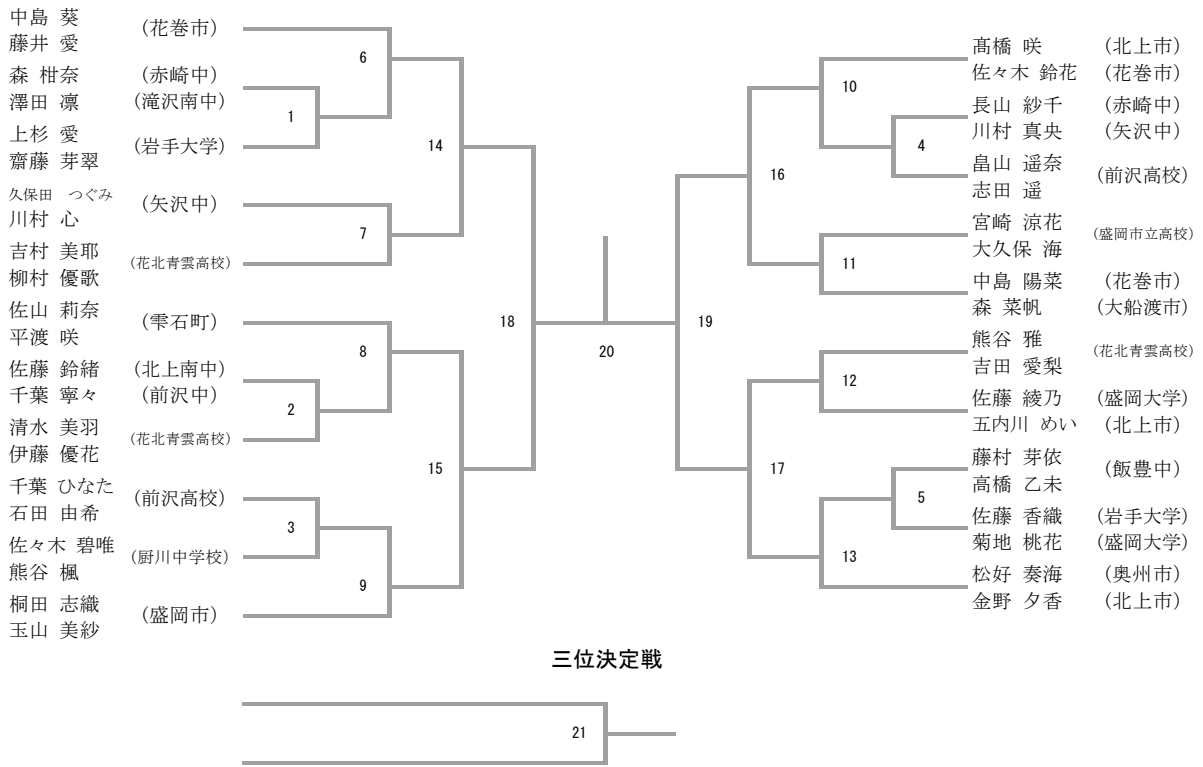 中島 葵
藤井 愛
(花巻市)
森 柑奈 (赤崎中)
澤田 凛 (滝沢南中)
上杉 愛
齋藤 芽翠
(岩手大学)
久保田 つぐみ
川村 心
(矢沢中)
吉村 美耶
柳村 優歌
(花北青雲高校)
佐山 莉奈
平渡 咲
(雫石町)
佐藤 鈴緒 (北上南中)
千葉 寧々 (前沢中)
清水 美羽
伊藤 優花
(花北青雲高校)
千葉 ひなた
石田 由希
(前沢高校)
佐々木 碧唯
熊谷 楓
(厨川中学校)
桐田 志織
玉山 美紗
(盛岡市)
6
1
14
7
18
8
2
15
3
9
20
19
10
4
16
11
12
17
5
13
髙橋 咲 (北上市)
佐々木 鈴花 (花巻市)
長山 紗千 (赤崎中)
川村 真央 (矢沢中)
畠山 遥奈
志田 遥
(前沢高校)
宮崎 涼花
大久保 海
(盛岡市立高校)
中島 陽菜 (花巻市)
森 菜帆 (大船渡市)
熊谷 雅
吉田 愛梨
(花北青雲高校)
佐藤 綾乃 (盛岡大学)
五内川 めい (北上市)
藤村 芽依
高橋 乙未
(飯豊中)
佐藤 香織 (岩手大学)
菊地 桃花 (盛岡大学)
松好 奏海 (奥州市)
金野 夕香 (北上市)
三位決定戦
21